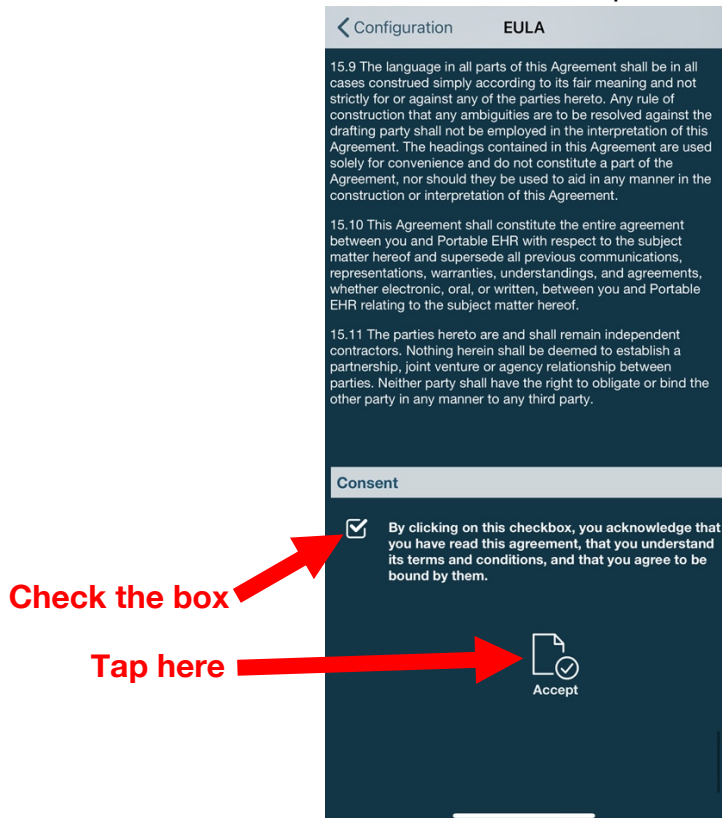 Configuration EULA
15.9 The language in all parts of this Agreement shall be in all
cases construed simply according to its fair meaning and not
strictly for or against any of the parties hereto. Any rule of
construction that any ambiguities are to be resolved against the
drafting party shall not be employed in the interpretation of this
Agreement. The headings contained in this Agreement are used
solely for convenience and do not constitute a part of the
Agreement, nor should they be used to aid in any manner in the
construction or interpretation of this Agreement.
15.10 This Agreement shall constitute the entire agreement
between you and Portable EHR with respect to the subject
matter hereof and supersede all previous communications,
representations, warranties, understandings, and agreements,
whether electronic, oral, or written, between you and Portable
EHR relating to the subject matter hereof.
15.11 The parties hereto are and shall remain independent
contractors. Nothing herein shall be deemed to establish a
partnership, joint venture or agency relationship between
parties. Neither party shall have the right to obligate or bind the
other party in any manner to any third party.
Consent
By clicking on this checkbox, you acknowledge that
you have read this agreement, that you understand
its terms and conditions, and that you agree to be
bound by them.
Check the box
Tap here
Accept